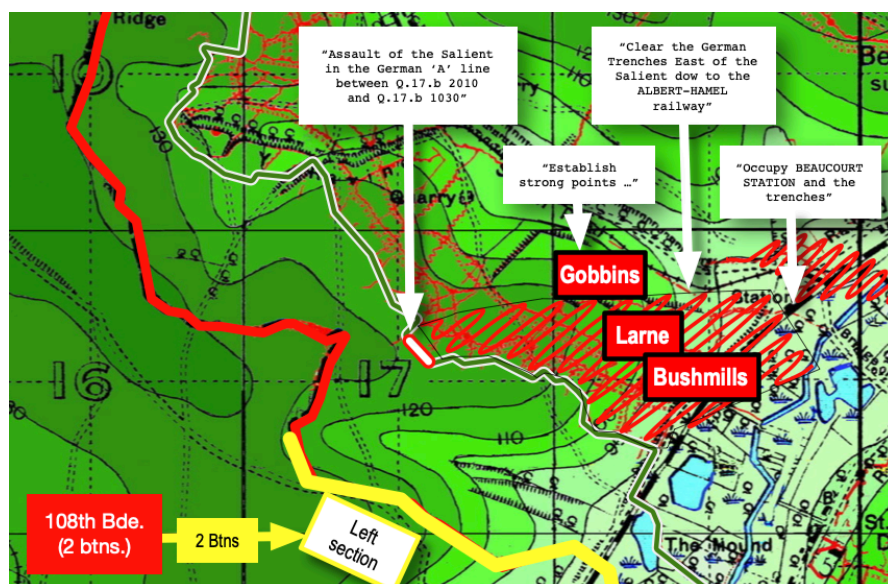 Ridge
“Assault of the Salient
in the German ‘A’ line
between Q.17.b 2010
and Q.17.b 1030”
“Clear the German
Trenches East of the
Salient dow to the
ALBERT-HAMEL
railway”
“Establish
strong points …”
“Occupy BEAUCOURT
STATION and the
trenches”
10
130
110
Quarry
Gobbins
Station
Larne
Bushmills
16
17
120
110
108th Bde.
(2 btns.)
2 Btns
Left
section
The Mound